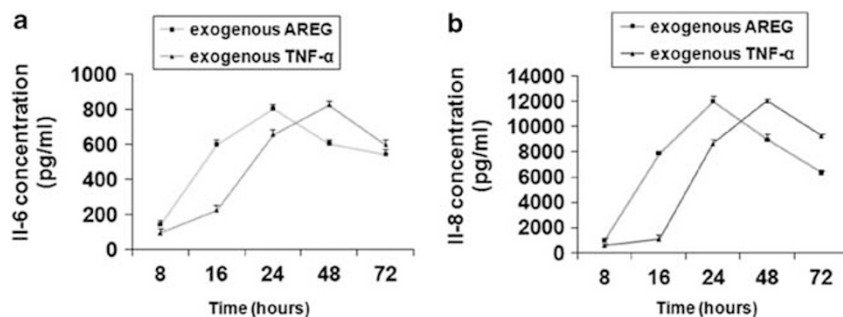 a
exogenous AREG
exogenous TNF-α
Il-6 concentration
(pg/ml)
1000
800
600
400
200
0
8 16 24 48 72
Time (hours)
b
exogenous AREG
exogenous TNF-α
Il-8 concentration
(pg/ml)
14000
12000
10000
8000
6000
4000
2000
0
8 16 24 48 72
Time (hours)